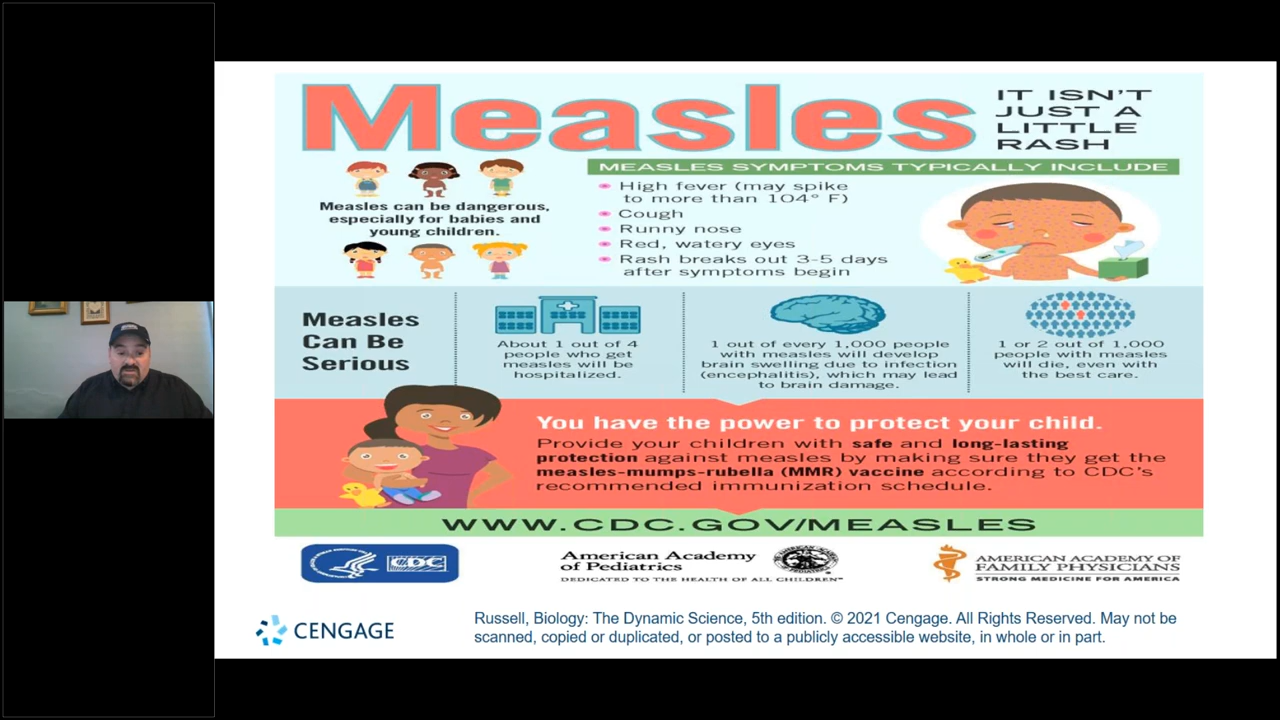 Measles
IT ISN'T
JUST A
LITTLE
RASH
Measles can be dangerous,
especially for babies and
young children.
MEASLES SYMPTOMS TYPICALLY INCLUDE
High fever (may spike
to more than 104° F)
Cough
Runny nose
Red, watery eyes
Rash breaks out 3-5 days
after symptoms begin
Measles
Can Be
Serious
About 1 out of 4
people who get
measles will be
hospitalized.
1 out of every 1,000 people
with measles will develop
brain swelling due to infection
(encephalitis), which may lead
to brain damage.
1 or 2 out of 1,000
people with measles
will die, even with
the best care.
You have the power to protect your child.
Provide your children with safe and long-lasting
protection against measles by making sure they get the
measles-mumps-rubella (MMR) vaccine according to CDC's
recommended immunization schedule.
WWW.CDC.GOV/MEASLES
CDC
American Academy
of Pediatrics
DEDICATED TO THE HEALTH OF ALL CHILDREN™
AMERICAN ACADEMY OF
FAMILY PHYSICIANS
STRONG MEDICINE FOR AMERICA
CENGAGE
Russell, Biology: The Dynamic Science, 5th edition. © 2021 Cengage. All Rights Reserved. May not be
scanned, copied or duplicated, or posted to a publicly accessible website, in whole or in part.